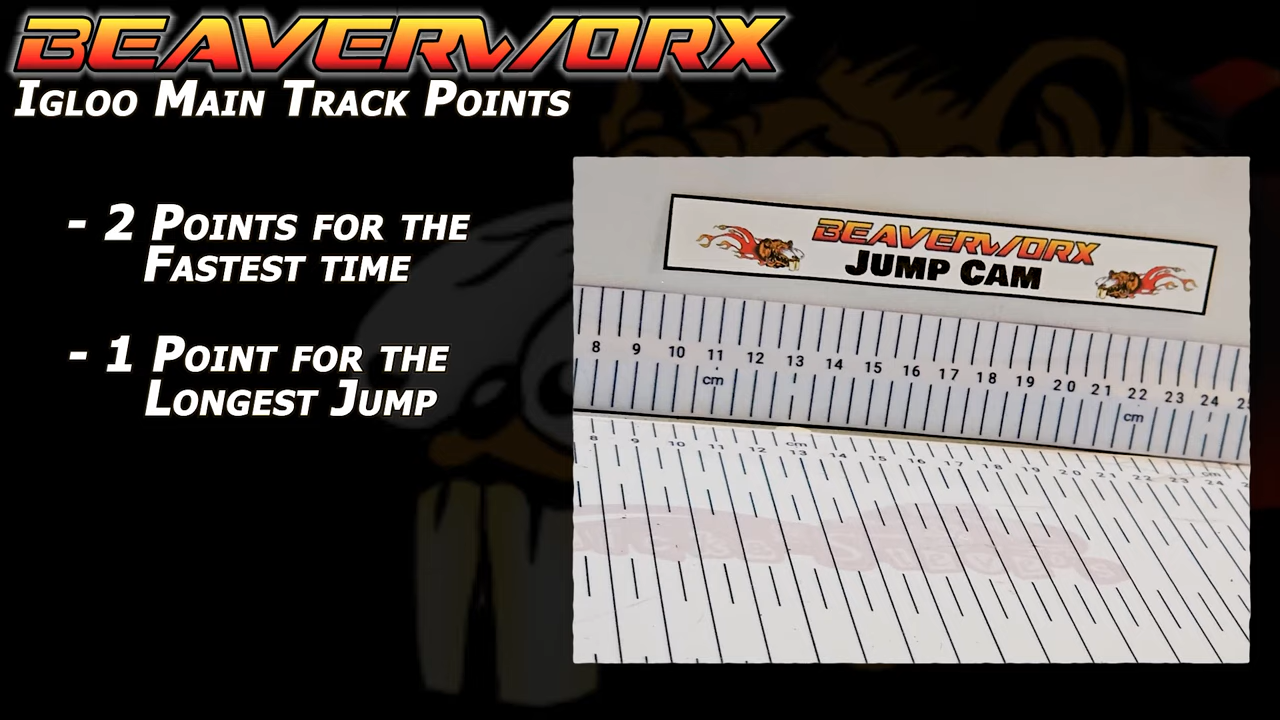 BEAVERWORX
IGLOO MAIN TRACK POINTS
- 2 POINTS FOR THE
FASTEST TIME
- 1 POINT FOR THE
LONGEST JUMP
BEAVERWORX
JUMP CAM
8 9 10 11 12 13 14 15 16 17 18 19 20 21 22 23 24
cm cm
8 9 10 11 12 13 14 15 16 17 18 19 20 21 22 23 24
cm cm